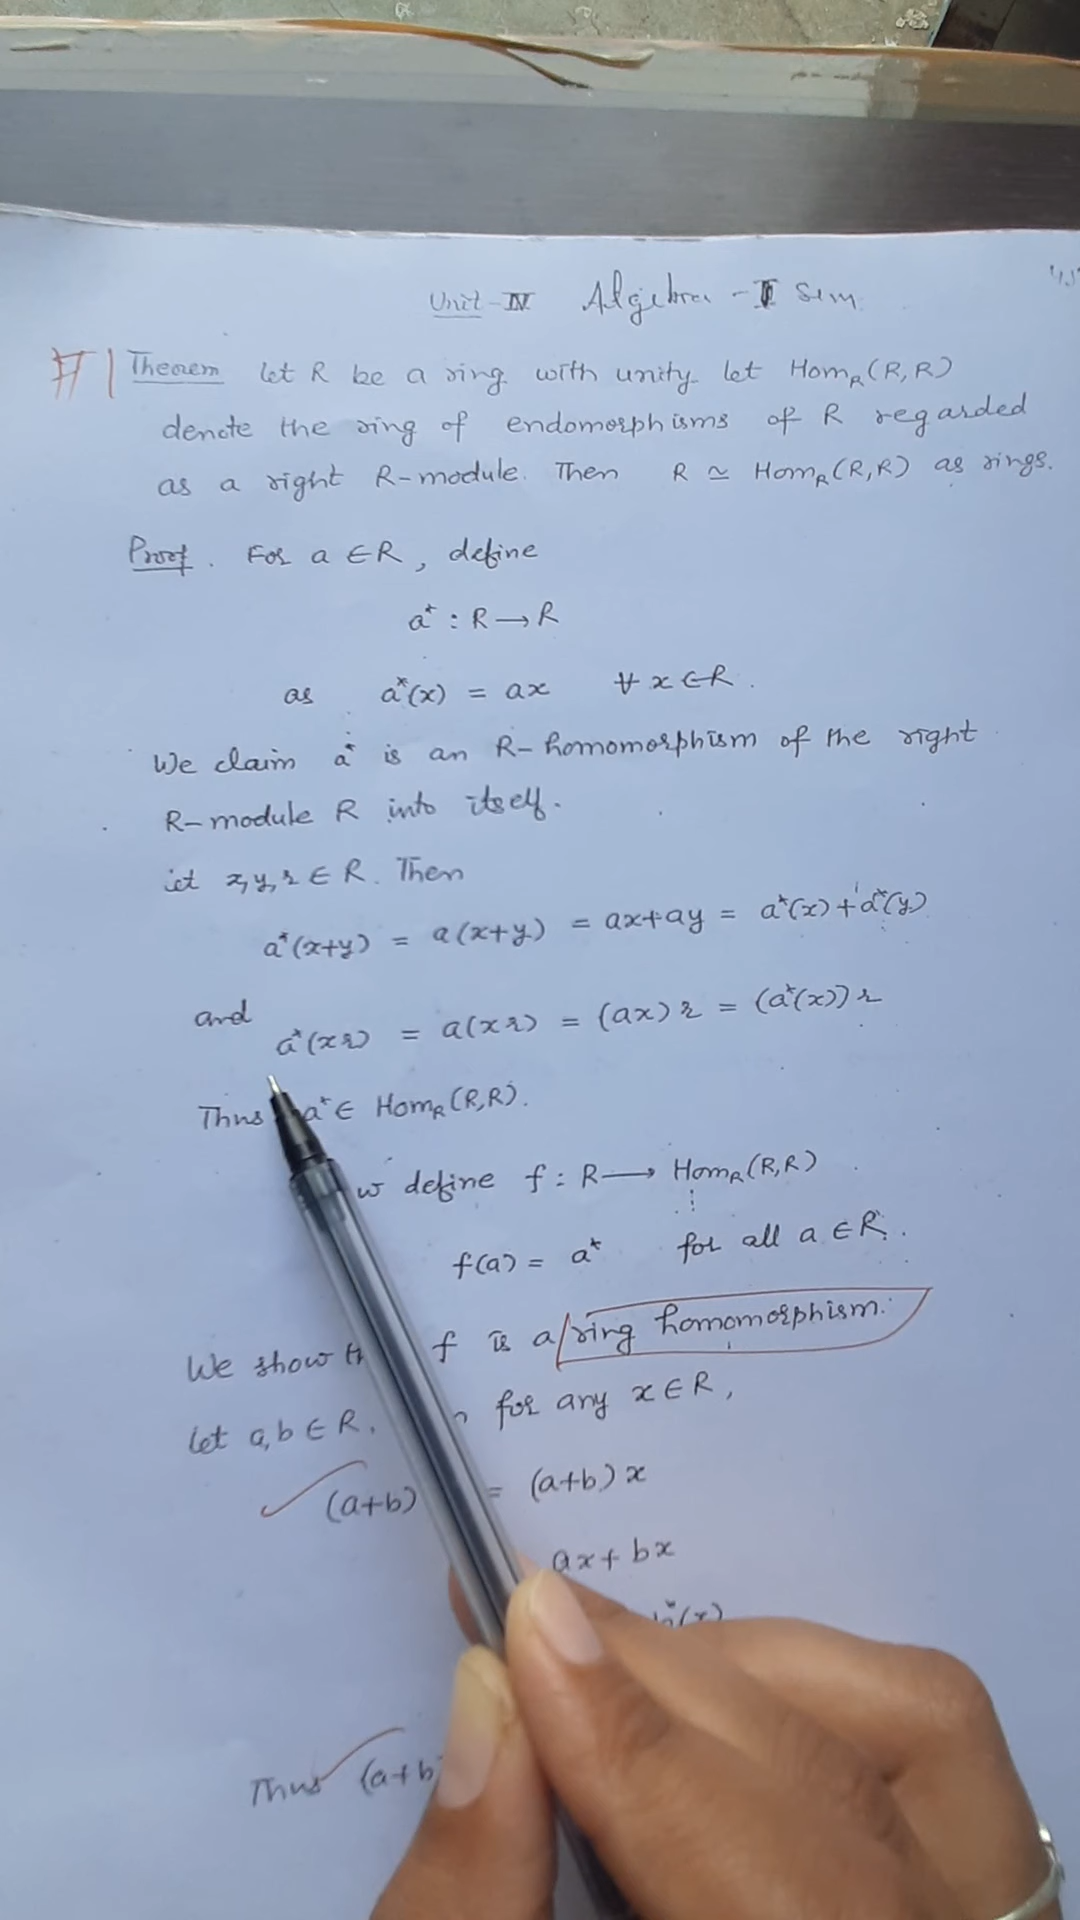 Unit-IV Algebra - I Sem
# Theorem let R be a ring with unity. let Hom_R(R,R)
denote the ring of endomorphisms of R regarded
as a right R-module. Then R ≃ Hom_R(R,R) as rings.
Proof. For a ∈ R, define
a* : R → R
as a*(x) = ax ∀ x ∈ R.
We claim a* is an R-homomorphism of the right
R-module R into itself.
let x,y,r ∈ R. Then
a*(x+y) = a(x+y) = ax+ay = a*(x)+a*(y)
and a*(xr) = a(xr) = (ax)r = (a*(x))r
Thus a* ∈ Hom_R(R,R).
w define f : R → Hom_R(R,R)
f(a) = a* for all a ∈ R.
We show f is a ring homomorphism.
Let a,b ∈ R. for any x ∈ R,
(a+b) = (a+b)x
ax + bx
b*(x)
Thus (a+b